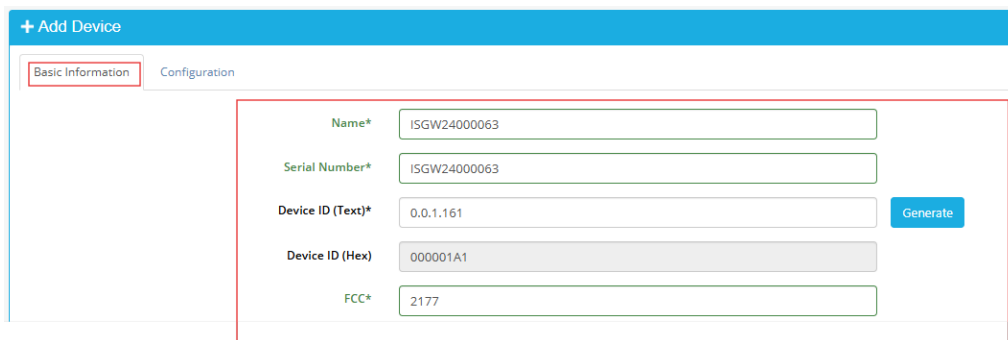 + Add Device
Basic Information Configuration
Name* ISGW24000063
Serial Number* ISGW24000063
Device ID (Text)* 0.0.1.161 Generate
Device ID (Hex) 000001A1
FCC* 2177